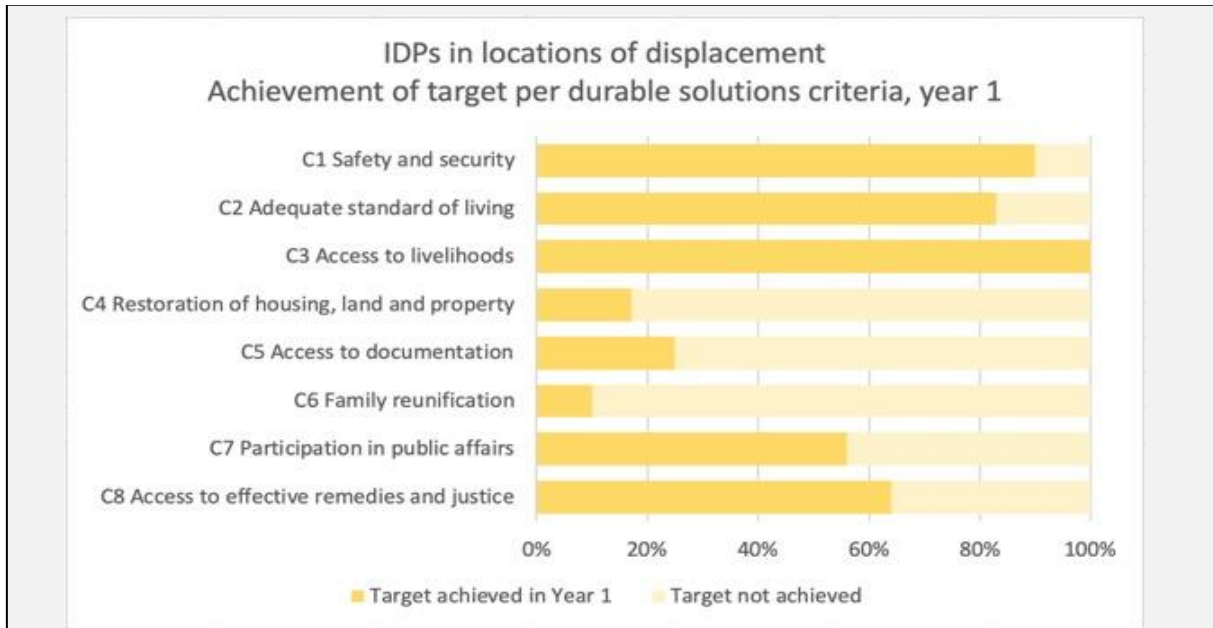 IDPs in locations of displacement
Achievement of target per durable solutions criteria, year 1
C1 Safety and security
C2 Adequate standard of living
C3 Access to livelihoods
C4 Restoration of housing, land and property
C5 Access to documentation
C6 Family reunification
C7 Participation in public affairs
C8 Access to effective remedies and justice
0% 20% 40% 60% 80% 100%
Target achieved in Year 1 Target not achieved